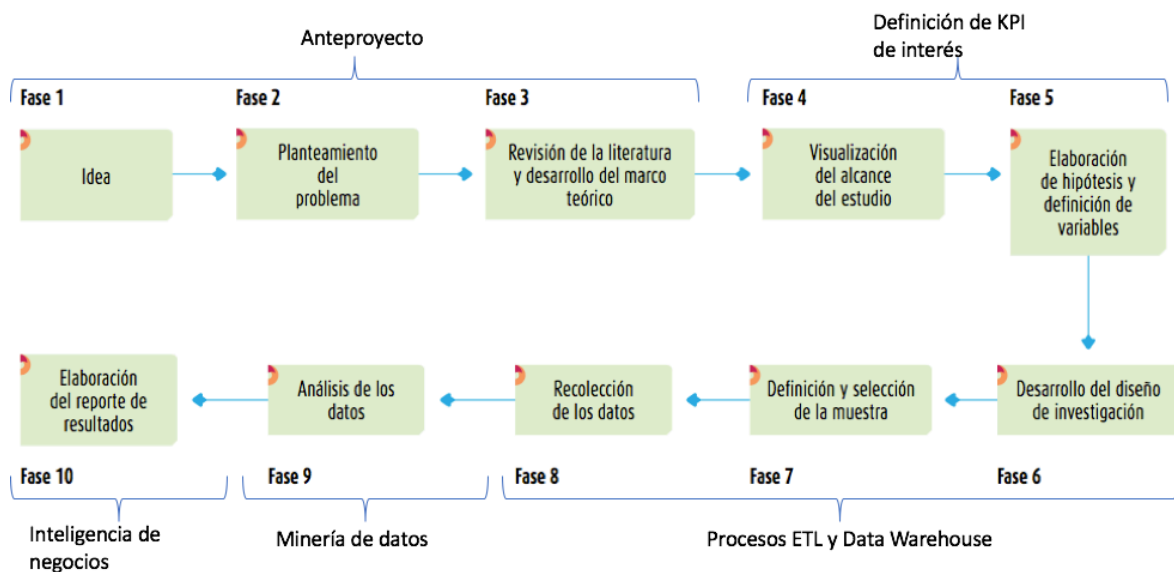 Anteproyecto
Definición de KPI
de interés
Fase 1
Fase 2
Fase 3
Fase 4
Fase 5
Idea
Planteamiento
del
problema
Revisión de la literatura
y desarrollo del marco
teórico
Visualización
del alcance
del estudio
Elaboración
de hipótesis y
definición de
variables
Elaboración
del reporte de
resultados
Análisis de los
datos
Recolección
de los datos
Definición y selección
de la muestra
Desarrollo del diseño
de investigación
Fase 10
Fase 9
Fase 8
Fase 7
Fase 6
Inteligencia de
negocios
Minería de datos
Procesos ETL y Data Warehouse